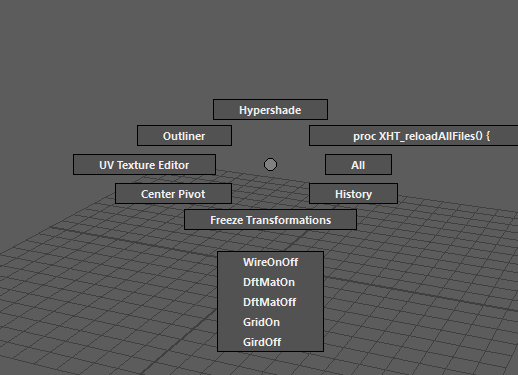 Hypershade
Outliner
proc XHT_reloadAllFiles() {
UV Texture Editor
All
Center Pivot
History
Freeze Transformations
WireOnOff
DftMatOn
DftMatOff
GridOn
GirdOff